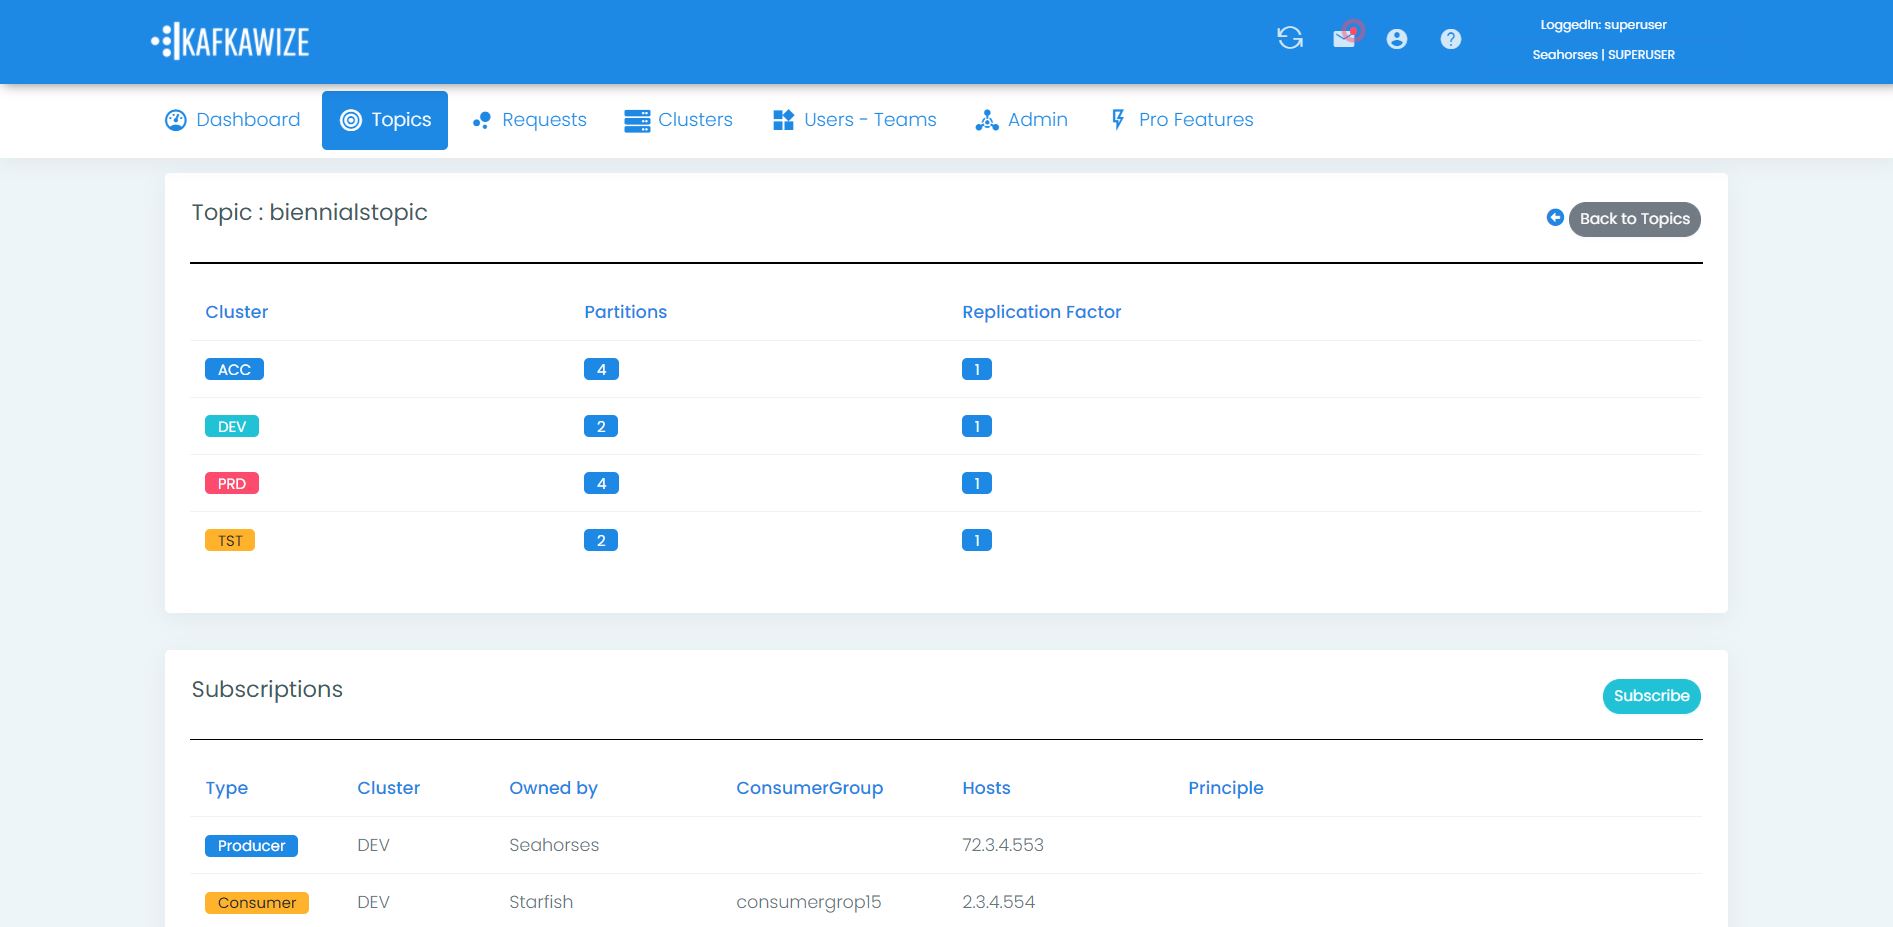 KAFKAWIZE
LoggedIn: superuser
Seahorses | SUPERUSER
Dashboard Topics Requests Clusters Users - Teams Admin Pro Features
Topic : biennialstopic
Back to Topics
Cluster Partitions Replication Factor
ACC 4 1
DEV 2 1
PRD 4 1
TST 2 1
Subscriptions
Subscribe
Type Cluster Owned by ConsumerGroup Hosts Principle
Producer DEV Seahorses 72.3.4.553
Consumer DEV Starfish consumergrop15 2.3.4.554